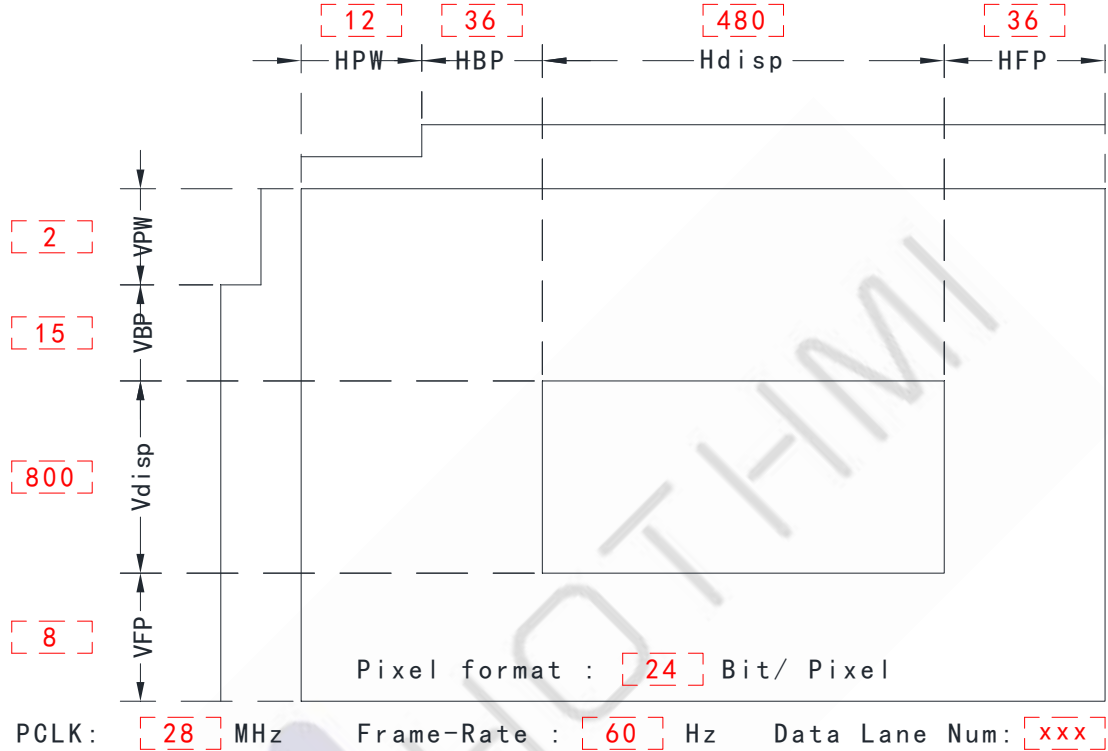 12 36 480 36
HPW HBP Hdisp HFP
2 VPW
15 VBP
800 Vdisp
8 VFP
HOTHMI
Pixel format : 24 Bit/ Pixel
PCLK: 28 MHz Frame-Rate : 60 Hz Data Lane Num: xxx